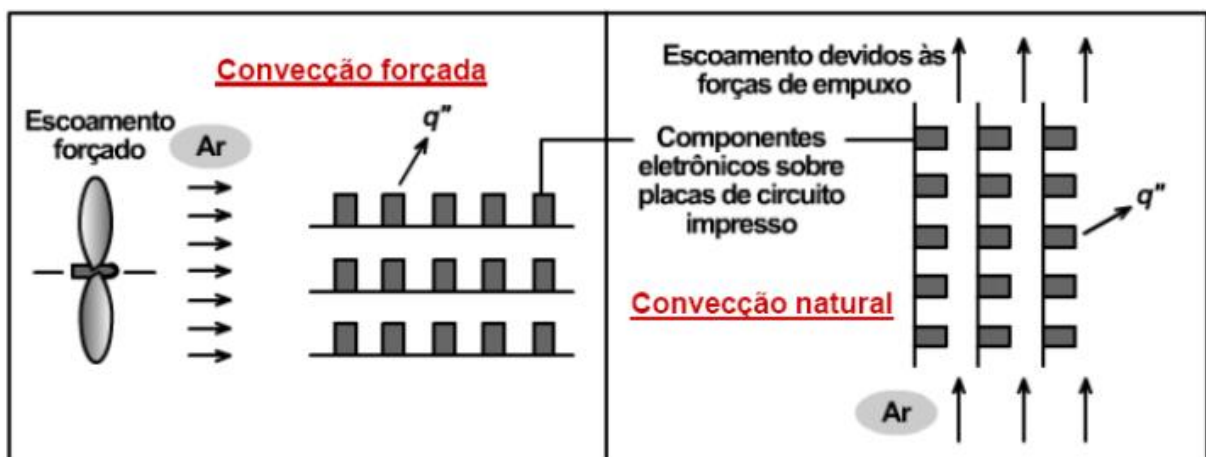 Convecção forçada
Escoamento
forçado
Ar
q"
Escoamento devidos às
forças de empuxo
Componentes
eletrônicos sobre
placas de circuito
impresso
q"
Convecção natural
Ar